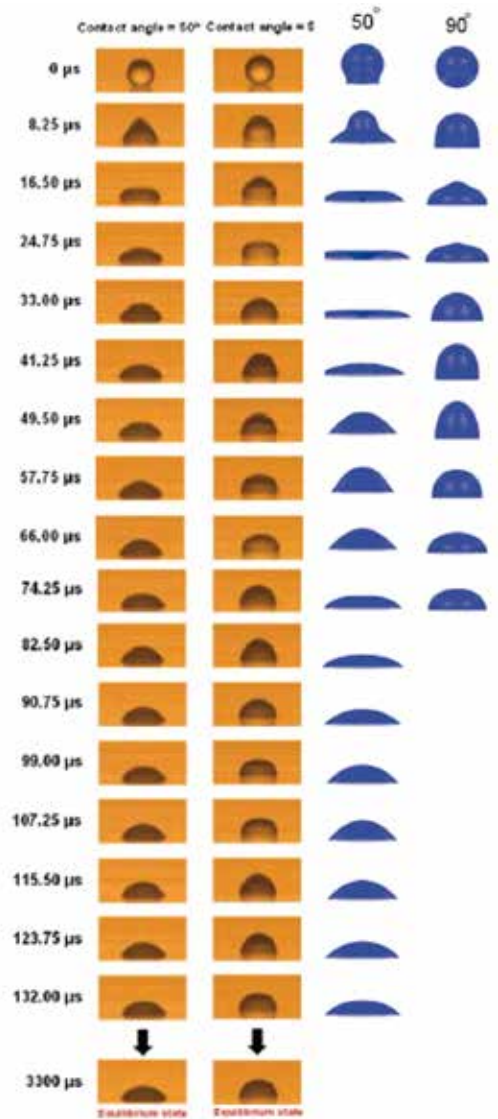 Contact angle = 50° Contact angle = 5 50° 90°
0 µs
8.25 µs
16.50 µs
24.75 µs
33.00 µs
41.25 µs
49.50 µs
57.75 µs
66.00 µs
74.25 µs
82.50 µs
90.75 µs
99.00 µs
107.25 µs
115.50 µs
123.75 µs
132.00 µs
3300 µs
Equilibrium state Equilibrium state